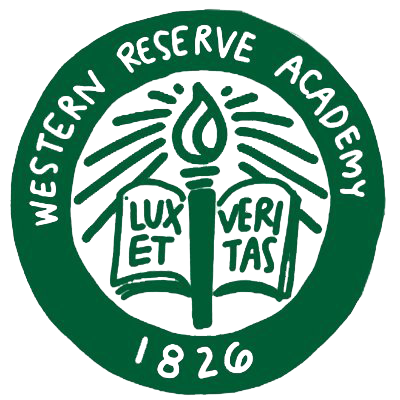 WESTERN RESERVE ACADEMY
LUX
ET
VERI
TAS
1826